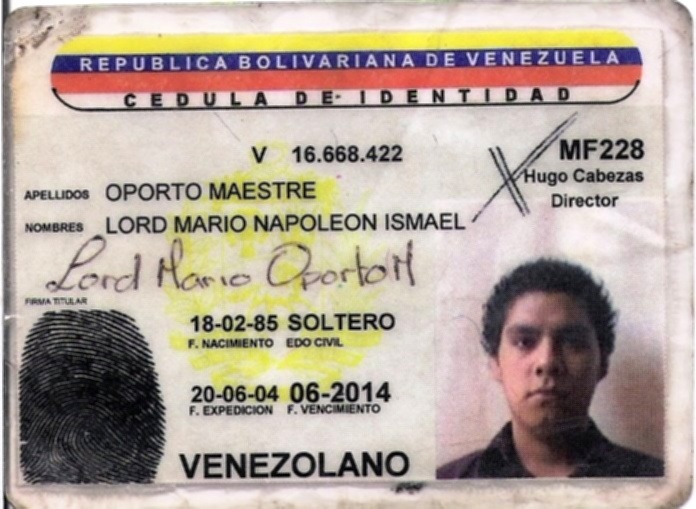 REPUBLICA BOLIVARIANA DE VENEZUELA
CEDULA DE IDENTIDAD
V 16.668.422
MF228
Hugo Cabezas
Director
APELLIDOS OPORTO MAESTRE
NOMBRES LORD MARIO NAPOLEON ISMAEL
Lord Mario Oporto M
FIRMA TITULAR
18-02-85 SOLTERO
F. NACIMIENTO EDO CIVIL
20-06-04 06-2014
F. EXPEDICION F. VENCIMIENTO
VENEZOLANO